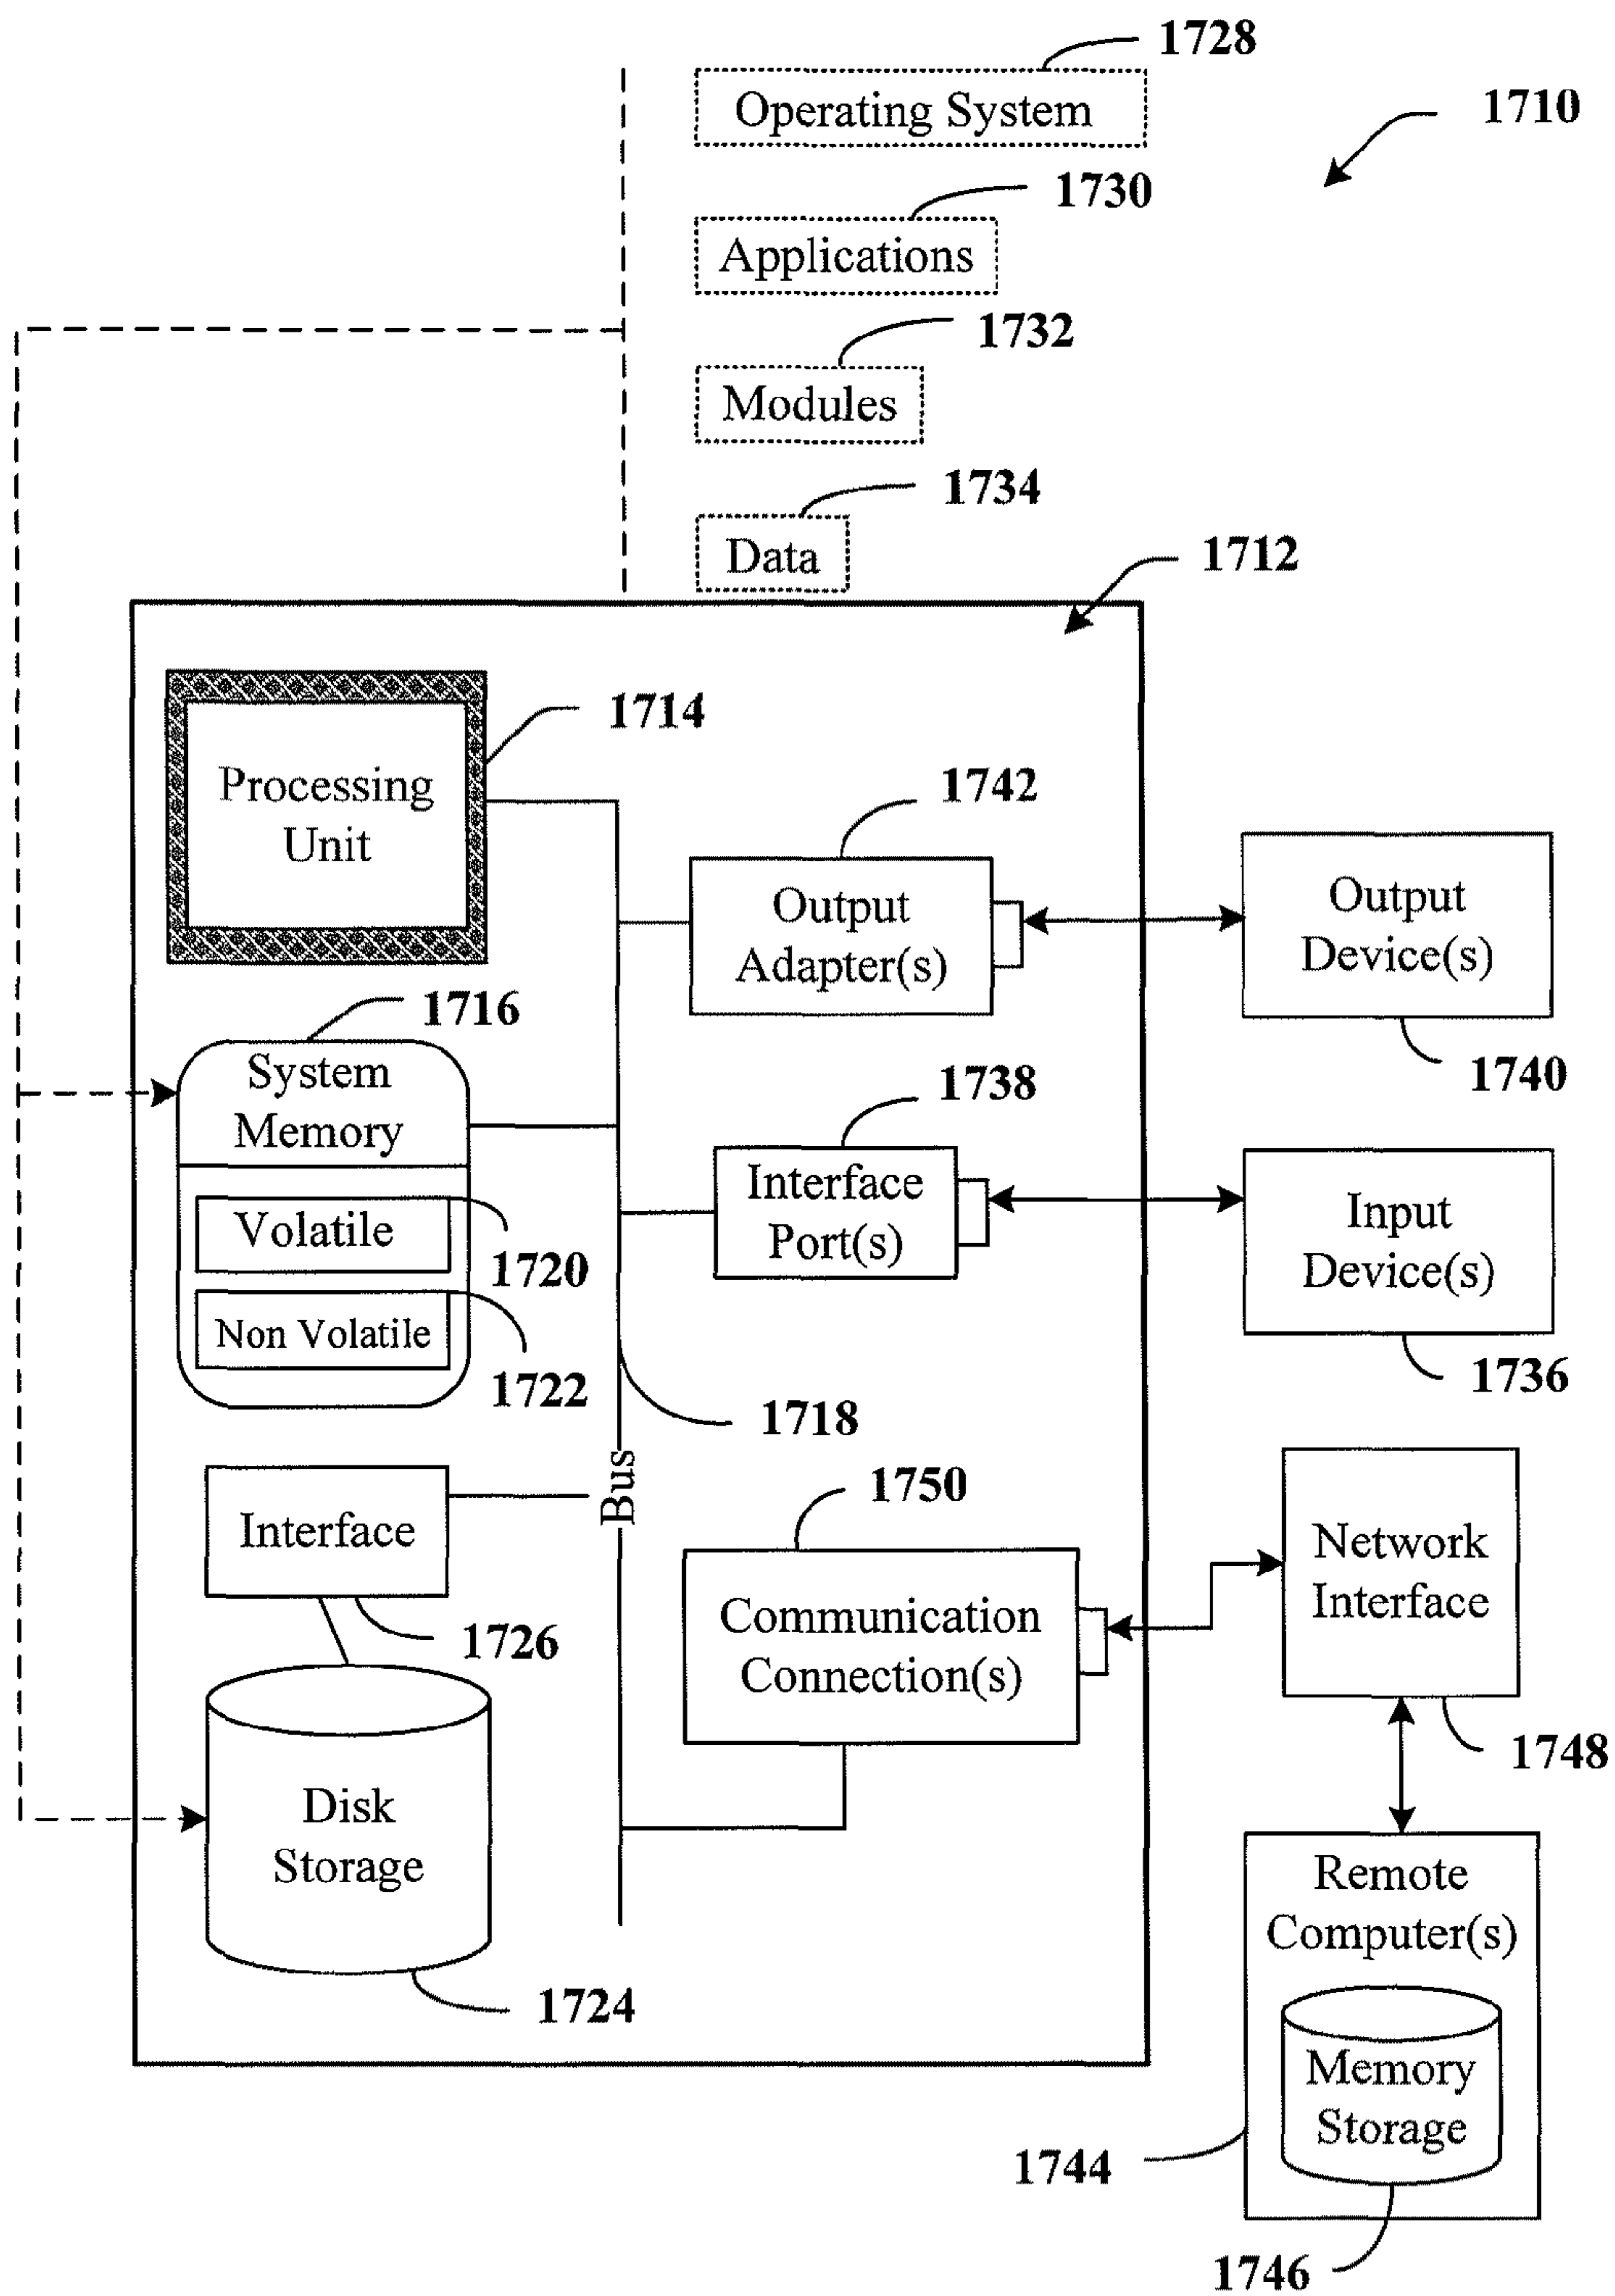 1728
Operating System
1710
1730
Applications
1732
Modules
1734
Data
1712
1714
Processing
Unit
1742
Output
Adapter(s)
Output
Device(s)
1740
1716
System
Memory
1738
Interface
Port(s)
Input
Device(s)
1736
Volatile
1720
Non Volatile
1722
1718
Bus
1750
Interface
1726
Communication
Connection(s)
Network
Interface
1748
Disk
Storage
1724
Remote
Computer(s)
Memory
Storage
1744
1746